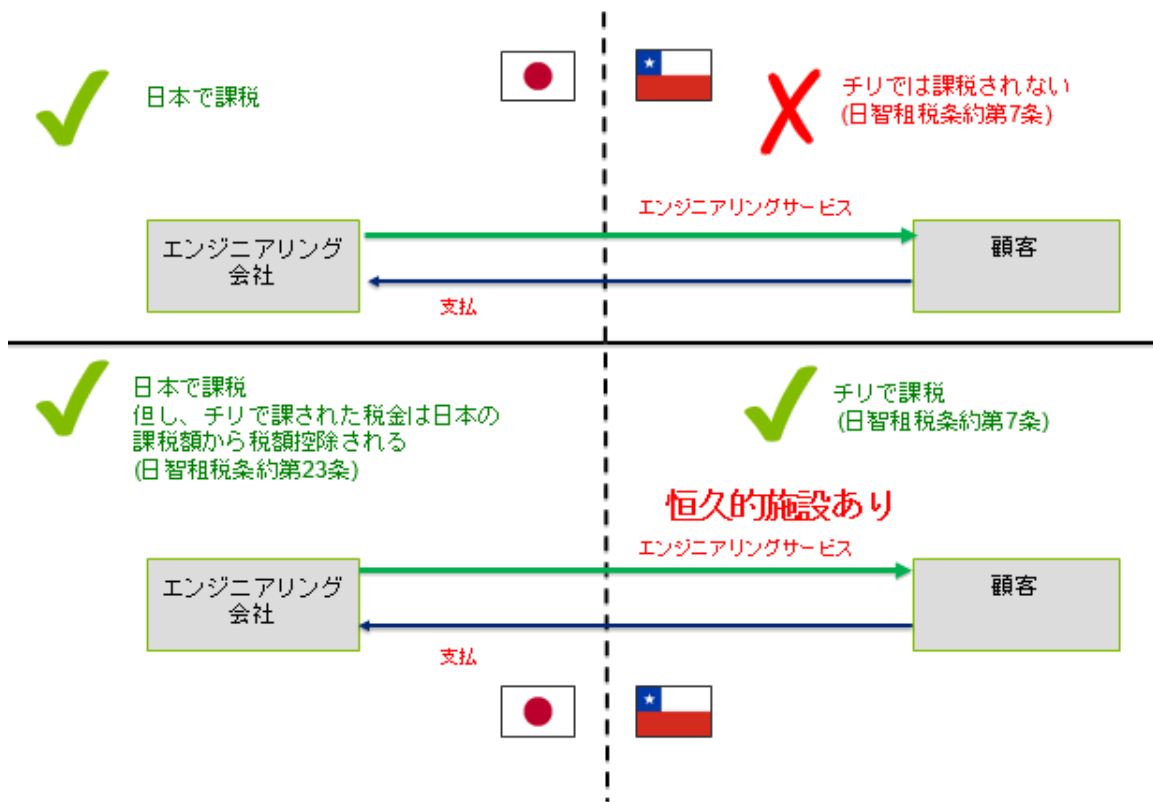 日本で課税
チリでは課税されない
(日智租税条約第7条)
エンジニアリングサービス
エンジニアリング
会社
顧客
支払
日本で課税
但し、チリで課された税金は日本の
課税額から税額控除される
(日智租税条約第23条)
チリで課税
(日智租税条約第7条)
恒久的施設あり
エンジニアリングサービス
エンジニアリング
会社
顧客
支払